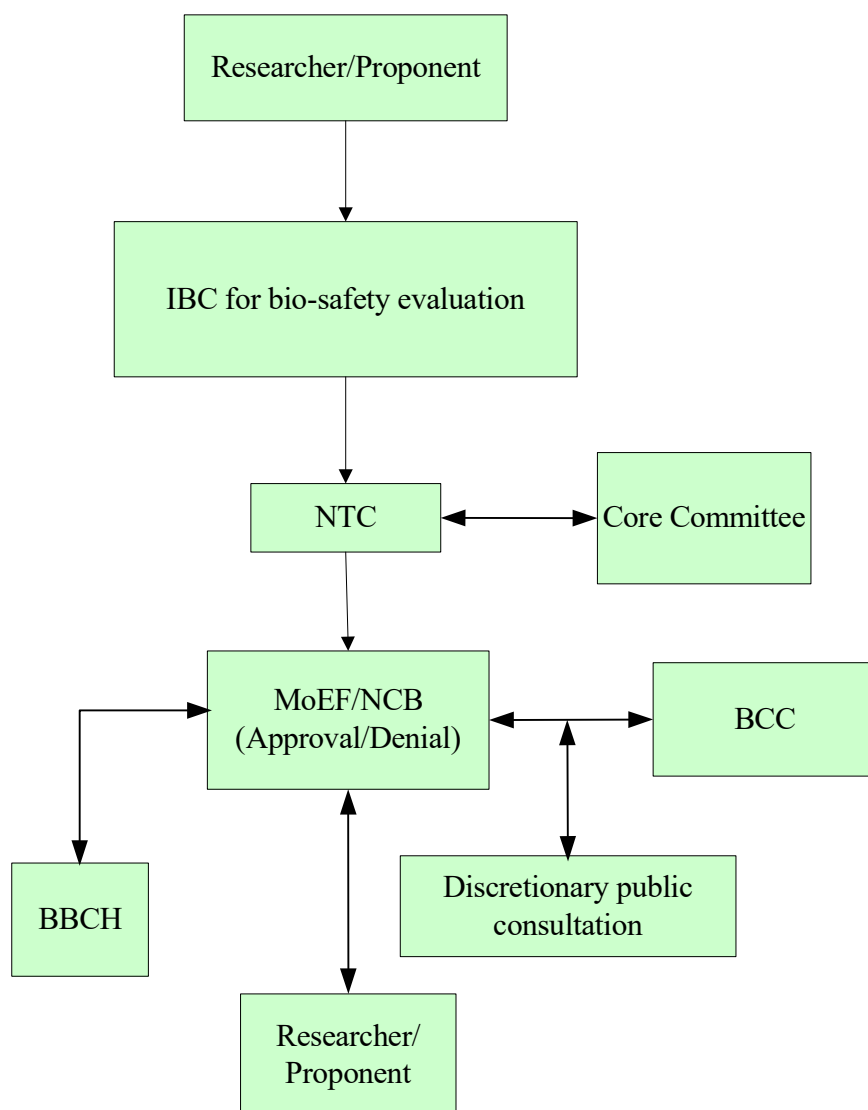 Researcher/Proponent
IBC for bio-safety evaluation
NTC
Core Committee
MoEF/NCB
(Approval/Denial)
BCC
BBCH
Discretionary public
consultation
Researcher/
Proponent